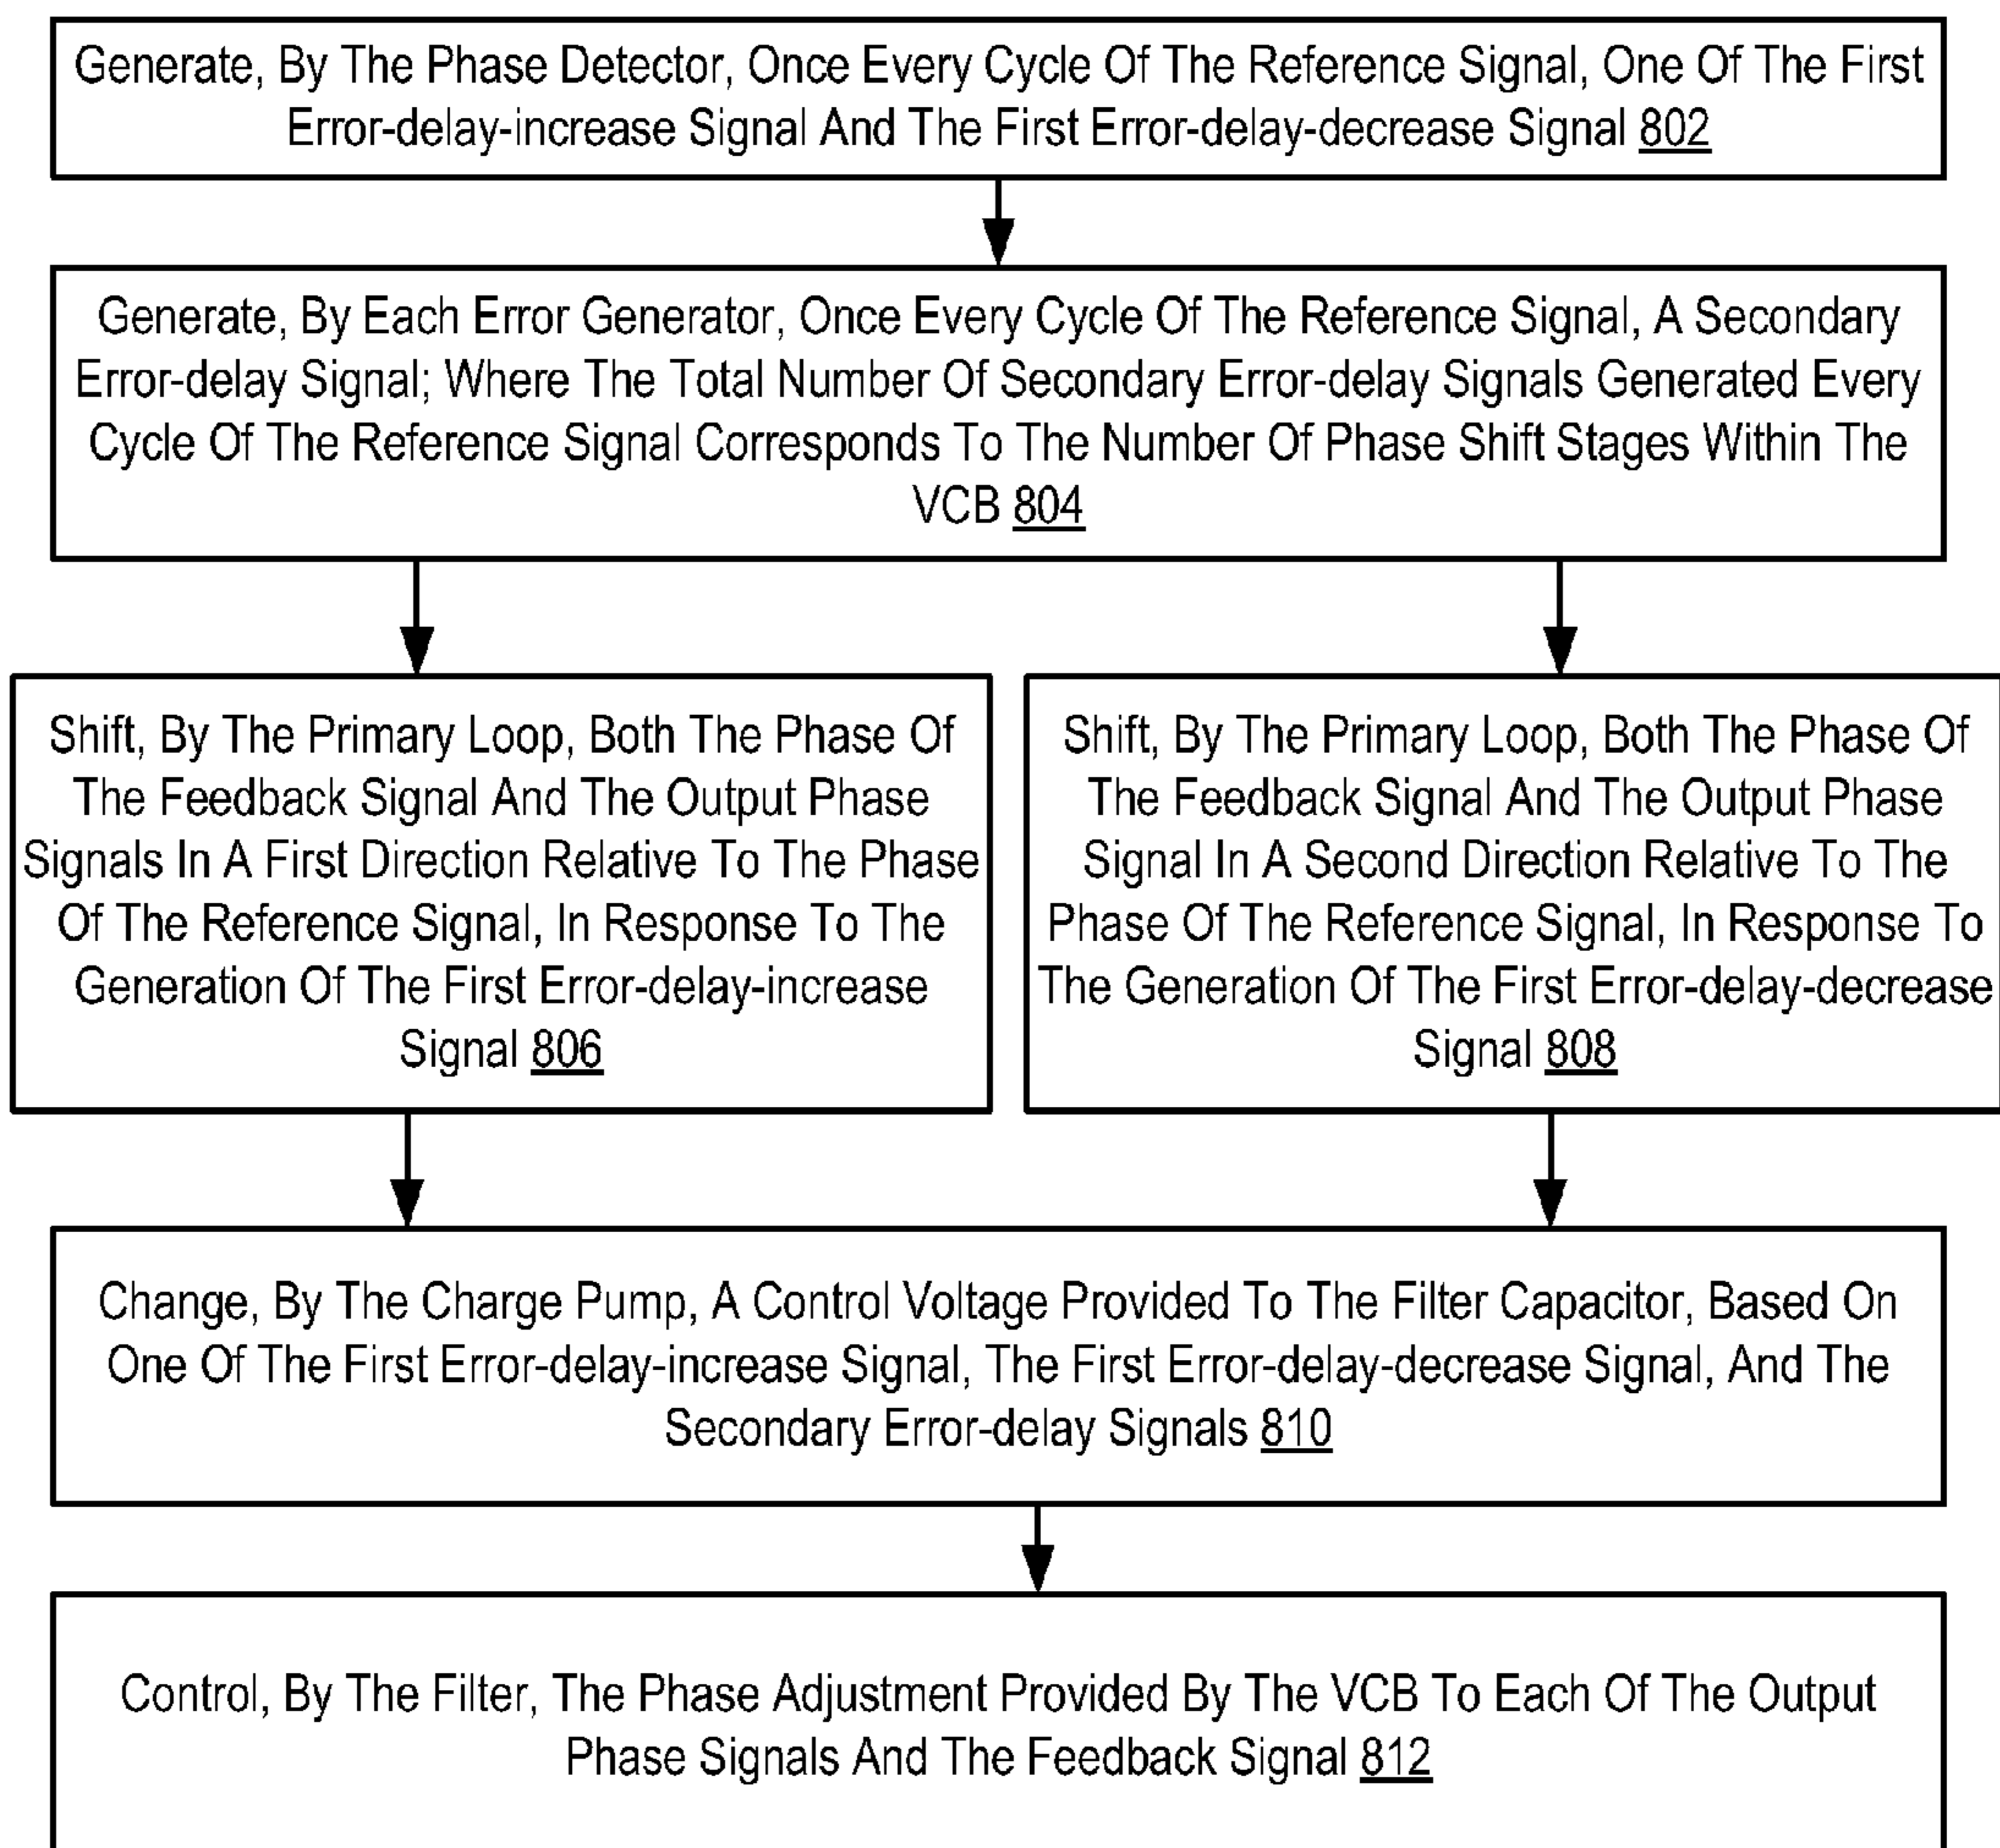 Generate, By The Phase Detector, Once Every Cycle Of The Reference Signal, One Of The First
Error-delay-increase Signal And The First Error-delay-decrease Signal 802
Generate, By Each Error Generator, Once Every Cycle Of The Reference Signal, A Secondary
Error-delay Signal; Where The Total Number Of Secondary Error-delay Signals Generated Every
Cycle Of The Reference Signal Corresponds To The Number Of Phase Shift Stages Within The
VCB 804
Shift, By The Primary Loop, Both The Phase Of
The Feedback Signal And The Output Phase
Signals In A First Direction Relative To The Phase
Of The Reference Signal, In Response To The
Generation Of The First Error-delay-increase
Signal 806
Shift, By The Primary Loop, Both The Phase Of
The Feedback Signal And The Output Phase
Signal In A Second Direction Relative To The
Phase Of The Reference Signal, In Response To
The Generation Of The First Error-delay-decrease
Signal 808
Change, By The Charge Pump, A Control Voltage Provided To The Filter Capacitor, Based On
One Of The First Error-delay-increase Signal, The First Error-delay-decrease Signal, And The
Secondary Error-delay Signals 810
Control, By The Filter, The Phase Adjustment Provided By The VCB To Each Of The Output
Phase Signals And The Feedback Signal 812